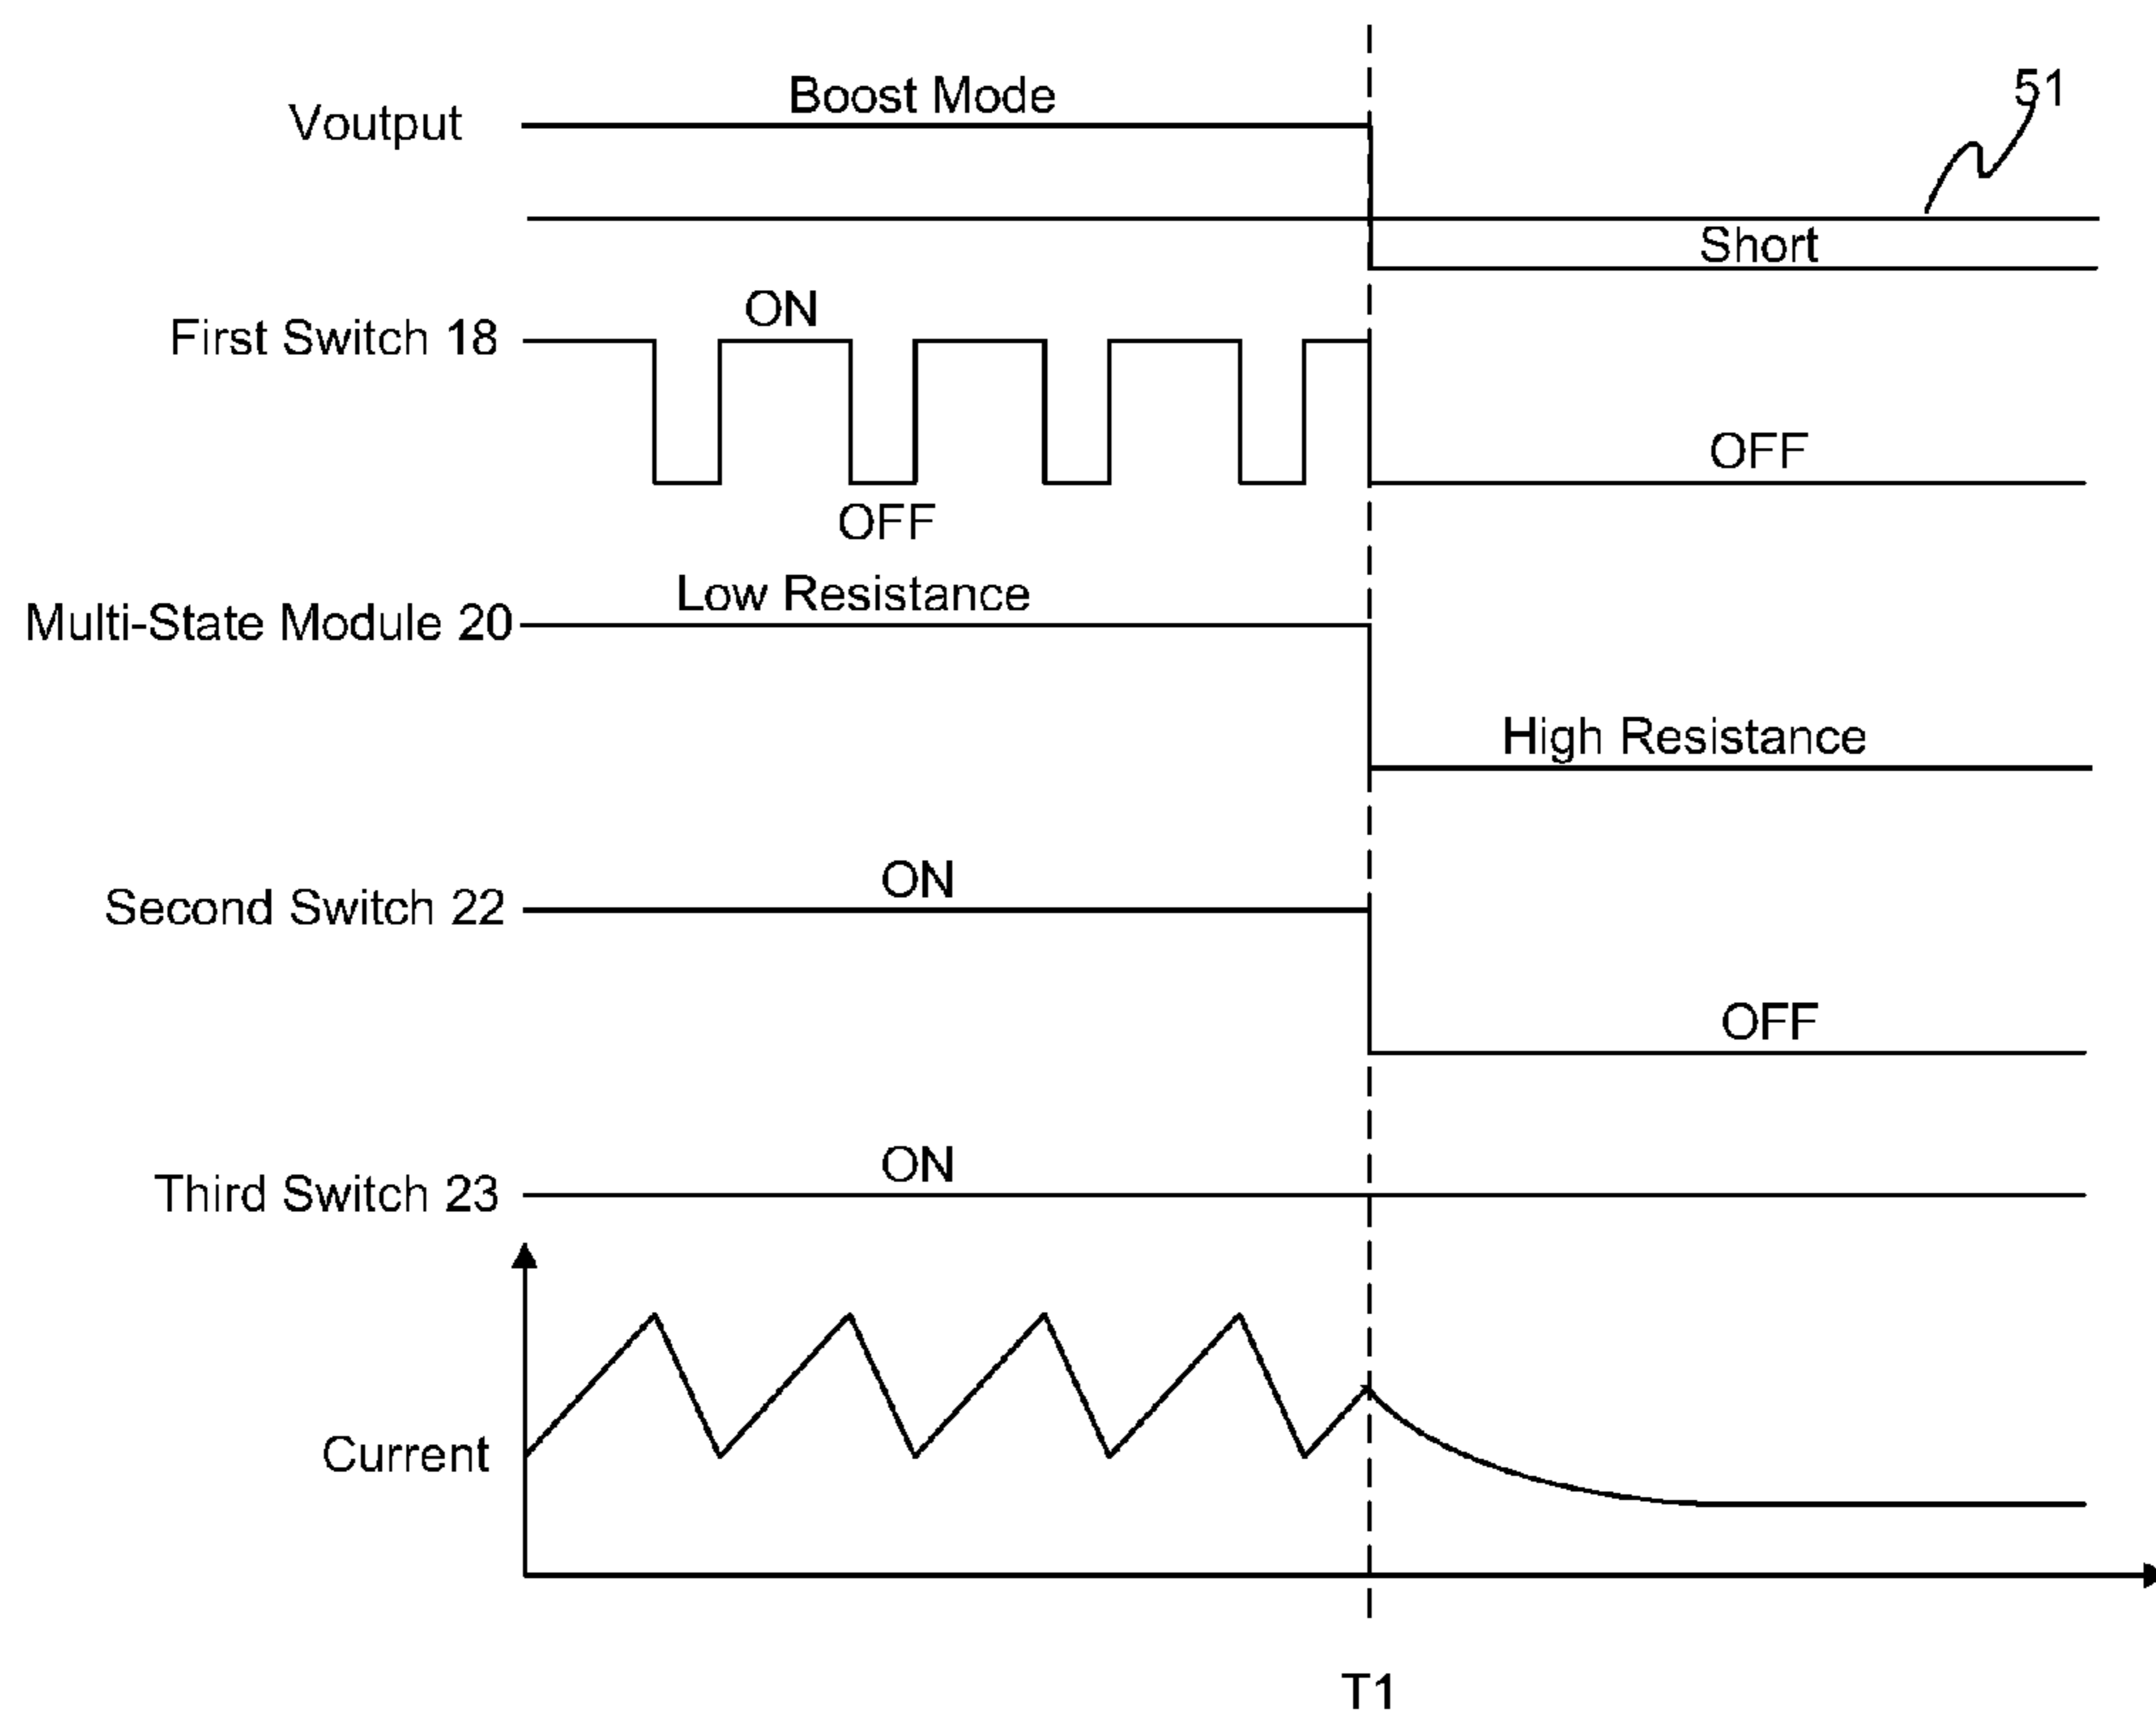 Boost Mode
Voutput
51
Short
ON
First Switch 18
OFF
OFF
Low Resistance
Multi-State Module 20
High Resistance
ON
Second Switch 22
OFF
ON
Third Switch 23
Current
T1